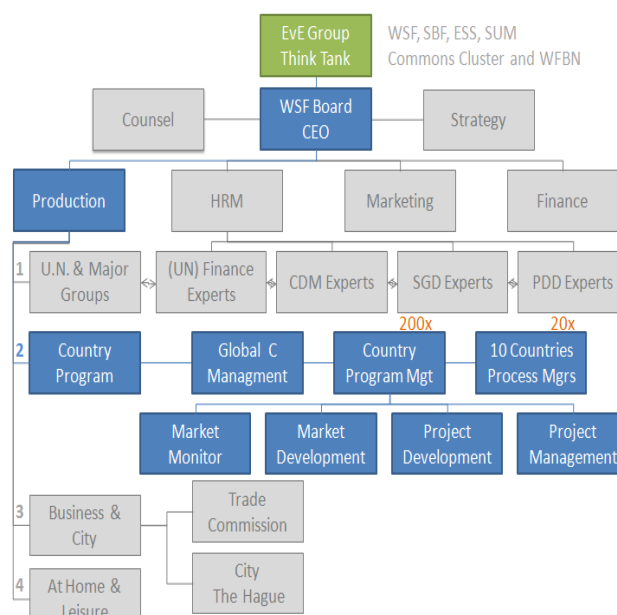 EvE Group
Think Tank
WSF, SBF, ESS, SUM
Commons Cluster and WFBN
Counsel
WSF Board
CEO
Strategy
Production
HRM
Marketing
Finance
1
U.N. & Major
Groups
(UN) Finance
Experts
CDM Experts
SGD Experts
PDD Experts
200x
20x
2
Country
Program
Global C
Managment
Country
Program Mgt
10 Countries
Process Mgrs
Market
Monitor
Market
Development
Project
Development
Project
Management
3
Business &
City
Trade
Commission
City
The Hague
4
At Home &
Leisure